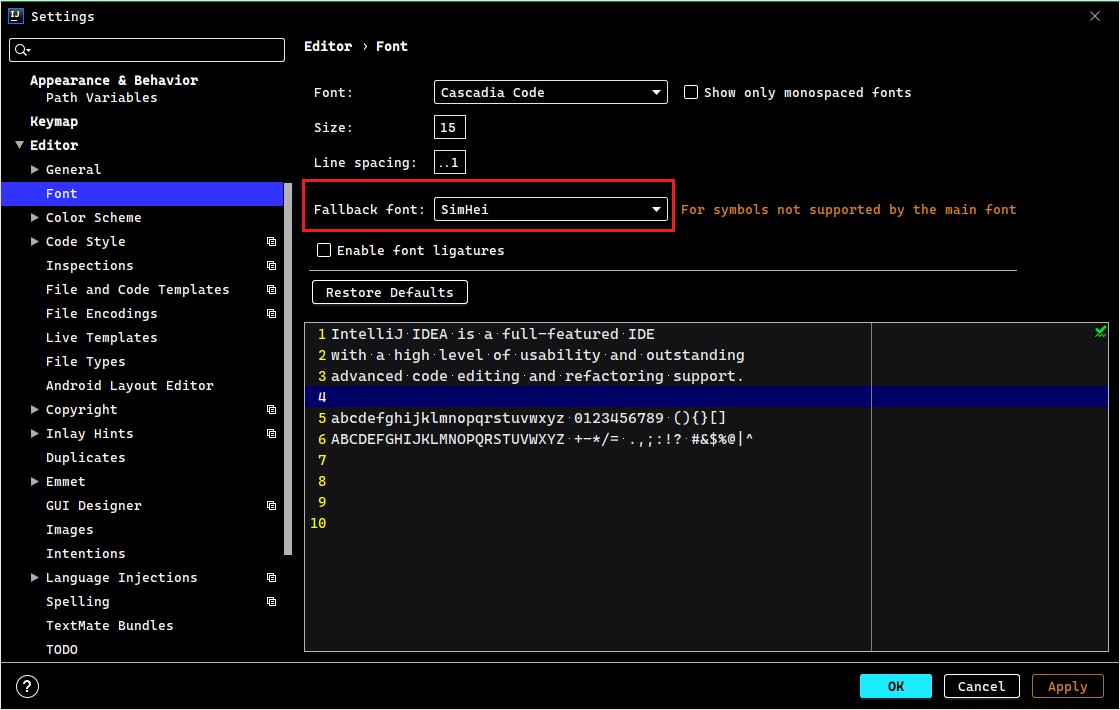 IJ Settings
Appearance & Behavior
Path Variables
Keymap
Editor
General
Font
Color Scheme
Code Style
Inspections
File and Code Templates
File Encodings
Live Templates
File Types
Android Layout Editor
Copyright
Inlay Hints
Duplicates
Emmet
GUI Designer
Images
Intentions
Language Injections
Spelling
TextMate Bundles
TODO
Editor › Font
Font: Cascadia Code Show only monospaced fonts
Size: 15
Line spacing: ..1
Fallback font: SimHei For symbols not supported by the main font
Enable font ligatures
Restore Defaults
1 IntelliJ·IDEA·is·a·full-featured·IDE
2 with·a·high·level·of·usability·and·outstanding
3 advanced·code·editing·and·refactoring·support.
4
5 abcdefghijklmnopqrstuvwxyz·0123456789·(){}[]
6 ABCDEFGHIJKLMNOPQRSTUVWXYZ·+-*/=·.,;:!?·#&$%@|^
7
8
9
10
? OK Cancel Apply